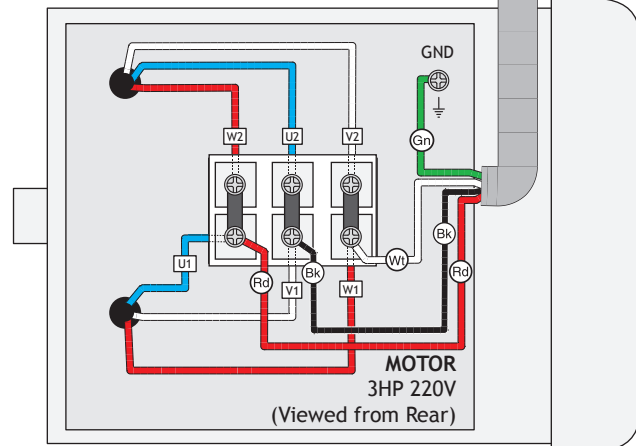 GND
W2
U2
V2
Gn
Bk
Wt
U1
Rd
V1
Bk
W1
Rd
MOTOR
3HP 220V
(Viewed from Rear)